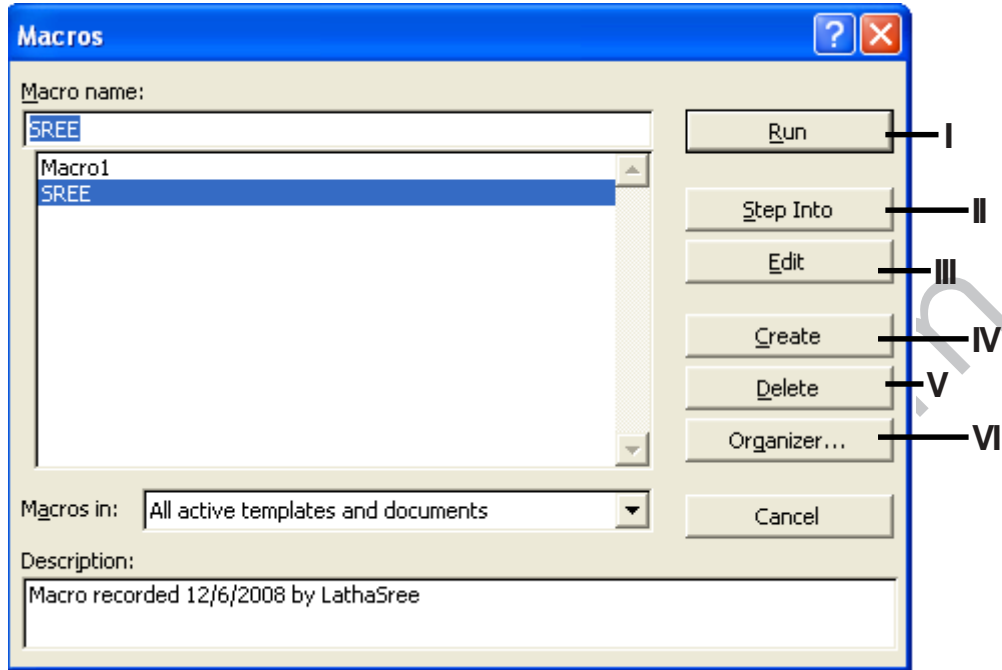 Macros
Macro name:
SREE
Run I
Macro1
SREE
Step Into II
Edit III
Create IV
Delete V
Organizer... VI
Macros in: All active templates and documents
Cancel
Description:
Macro recorded 12/6/2008 by LathaSree